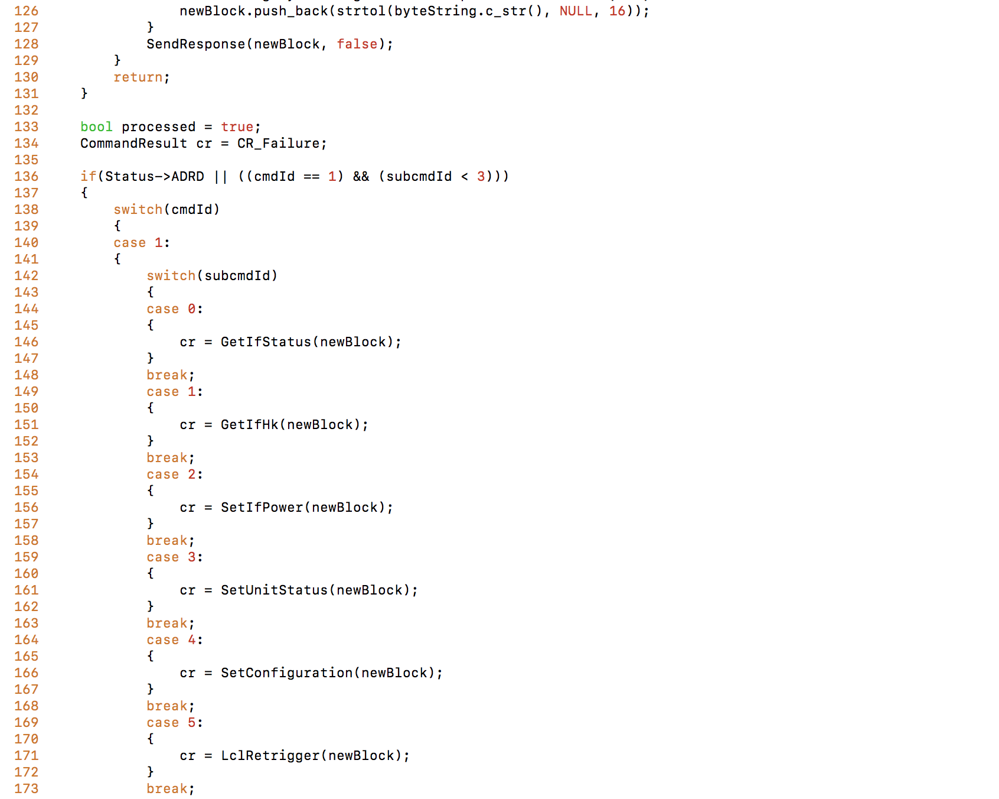 126                 newBlock.push_back(strtol(byteString.c_str(), NULL, 16));
127             }
128             SendResponse(newBlock, false);
129         }
130         return;
131     }
132
133     bool processed = true;
134     CommandResult cr = CR_Failure;
135
136     if(Status->ADRD || ((cmdId == 1) && (subcmdId < 3)))
137     {
138         switch(cmdId)
139         {
140         case 1:
141         {
142             switch(subcmdId)
143             {
144             case 0:
145             {
146                 cr = GetIfStatus(newBlock);
147             }
148             break;
149             case 1:
150             {
151                 cr = GetIfHk(newBlock);
152             }
153             break;
154             case 2:
155             {
156                 cr = SetIfPower(newBlock);
157             }
158             break;
159             case 3:
160             {
161                 cr = SetUnitStatus(newBlock);
162             }
163             break;
164             case 4:
165             {
166                 cr = SetConfiguration(newBlock);
167             }
168             break;
169             case 5:
170             {
171                 cr = LclRetrigger(newBlock);
172             }
173             break;